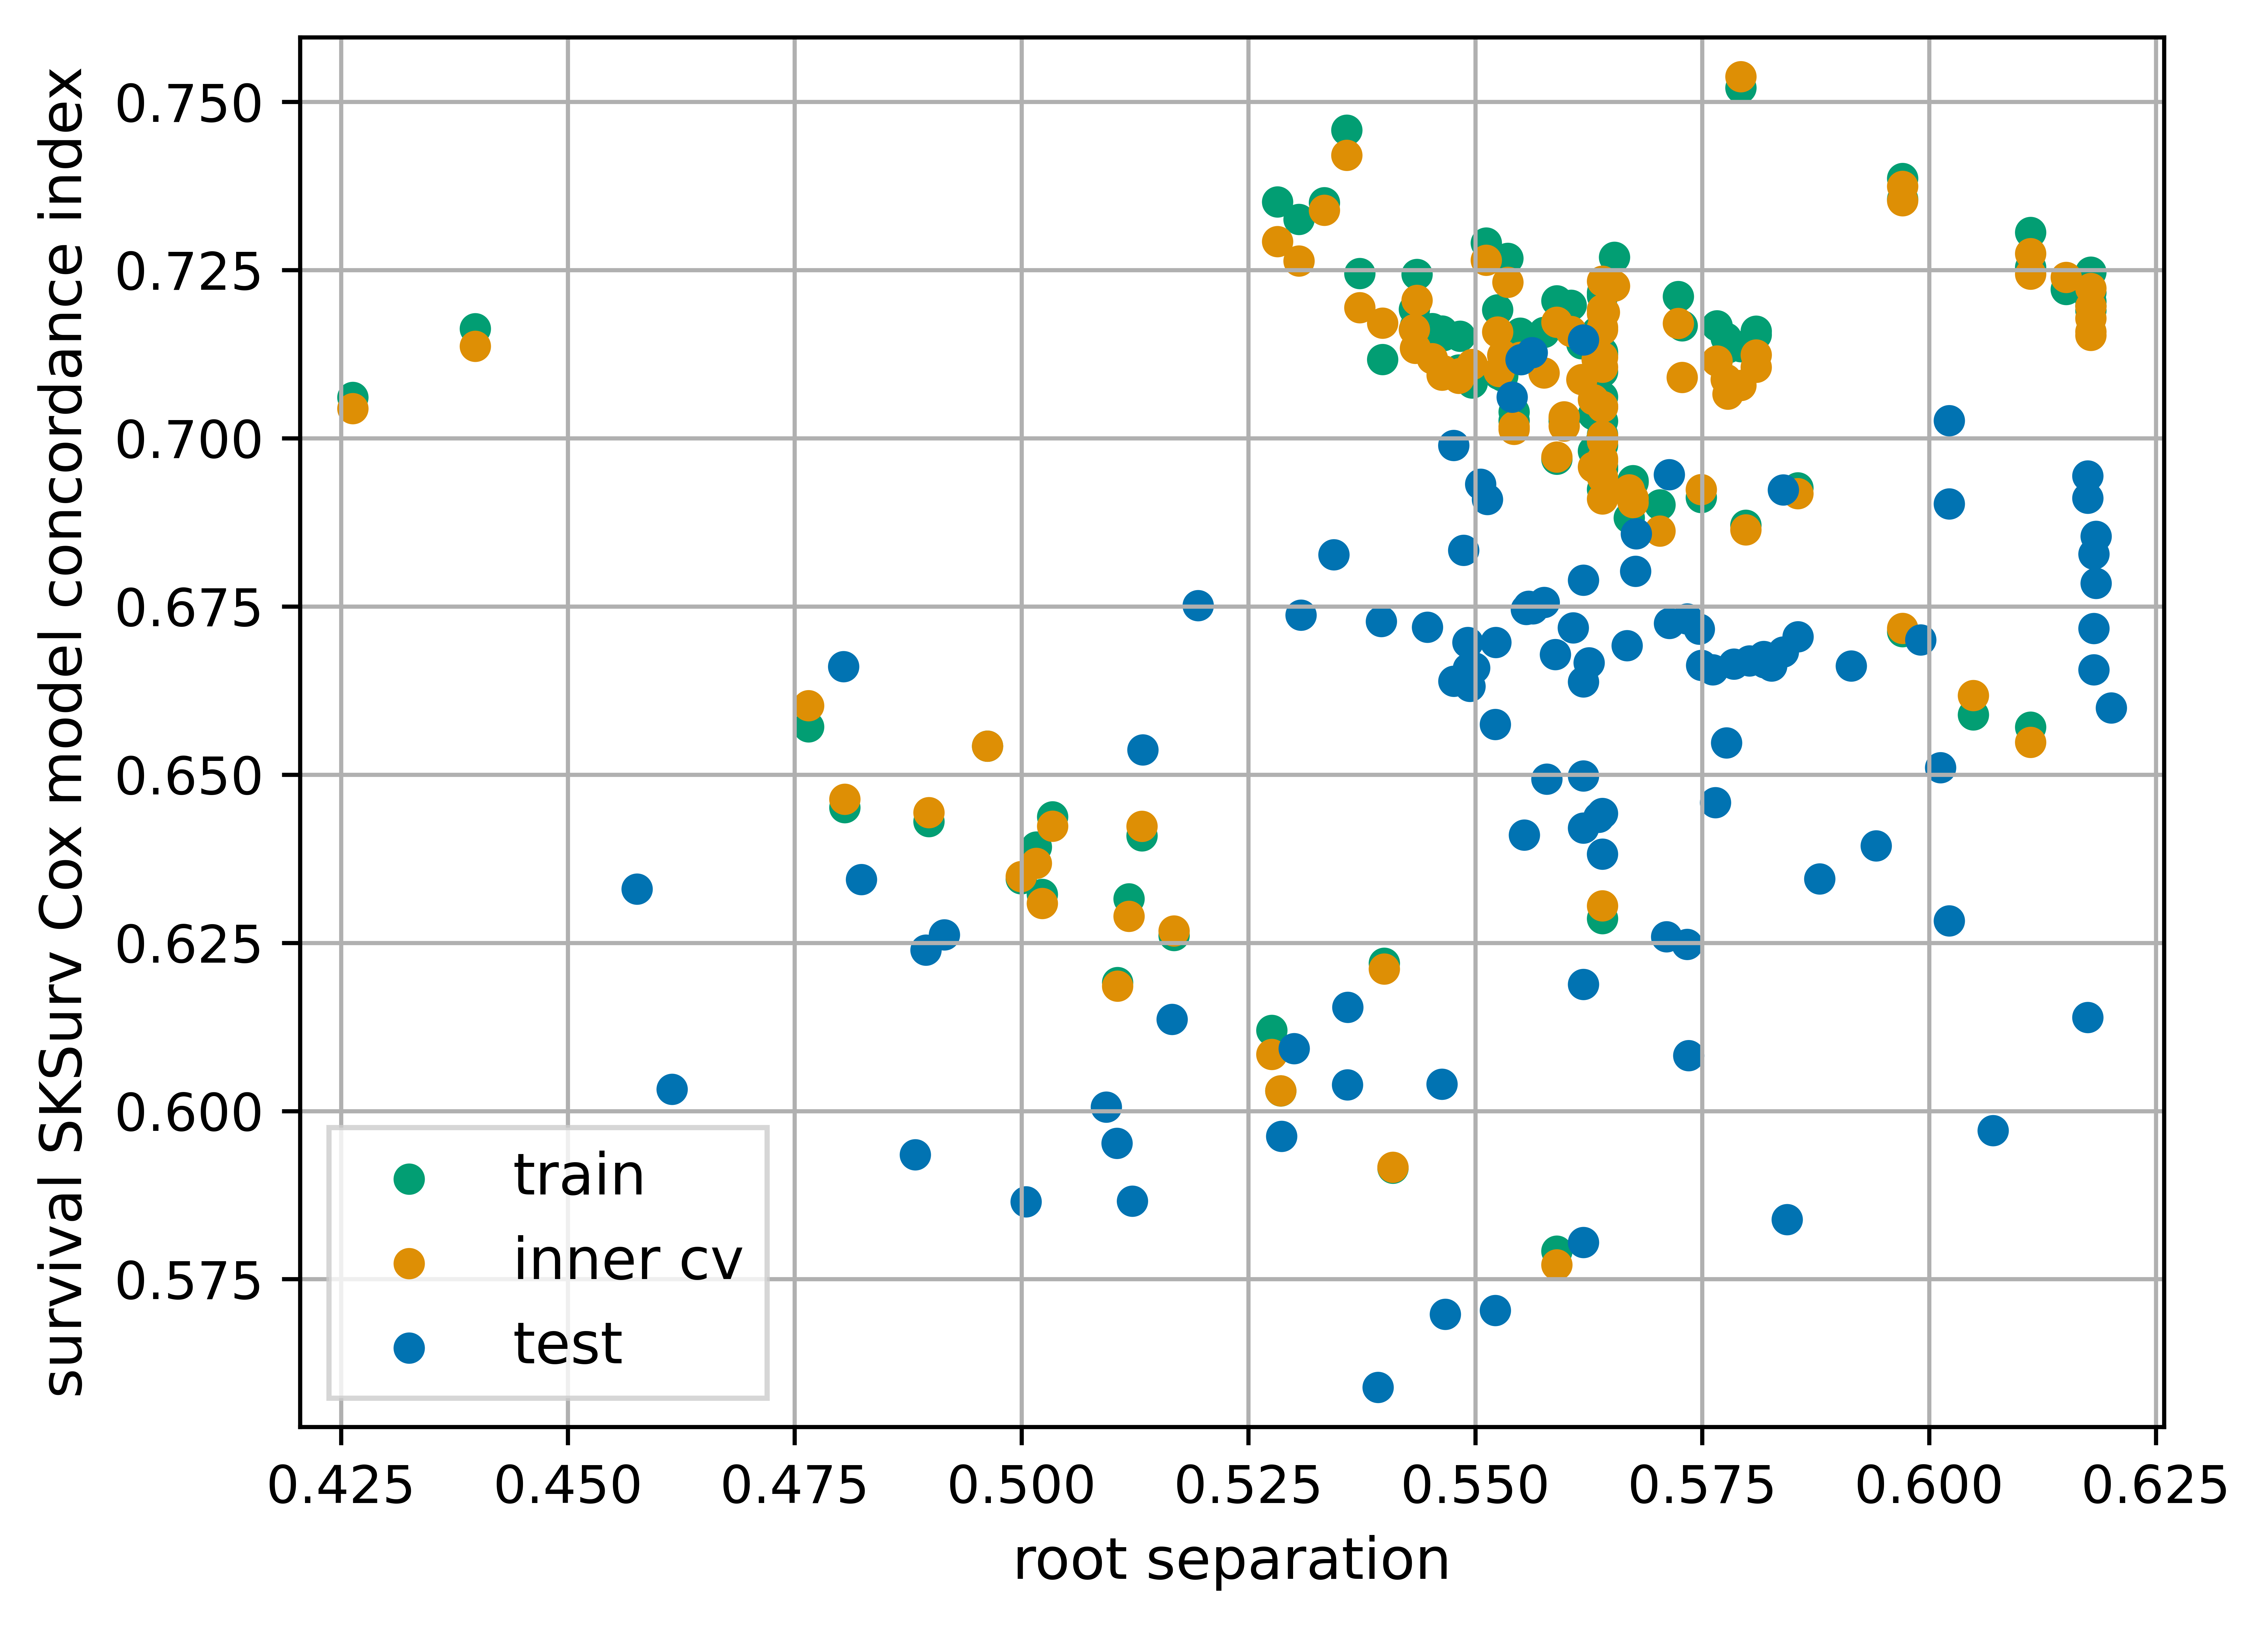 survival SKSurv Cox model concordance index
0.750
0.725
0.700
0.675
0.650
0.625
0.600
0.575
train
inner cv
test
0.425 0.450 0.475 0.500 0.525 0.550 0.575 0.600 0.625
root separation